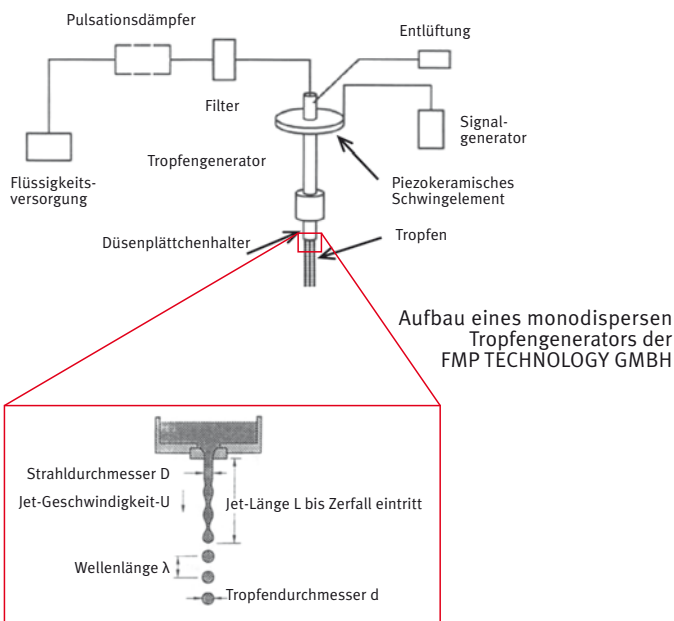 Pulsationsdämpfer
Entlüftung
Filter
Signal-
generator
Tropfengenerator
Flüssigkeits-
versorgung
Piezokeramisches
Schwingelement
Düsenplättchenhalter
Tropfen
Aufbau eines monodispersen
Tropfengenerators der
FMP TECHNOLOGY GMBH
Strahldurchmesser D
Jet-Geschwindigkeit-U
Jet-Länge L bis Zerfall eintritt
Wellenlänge λ
Tropfendurchmesser d